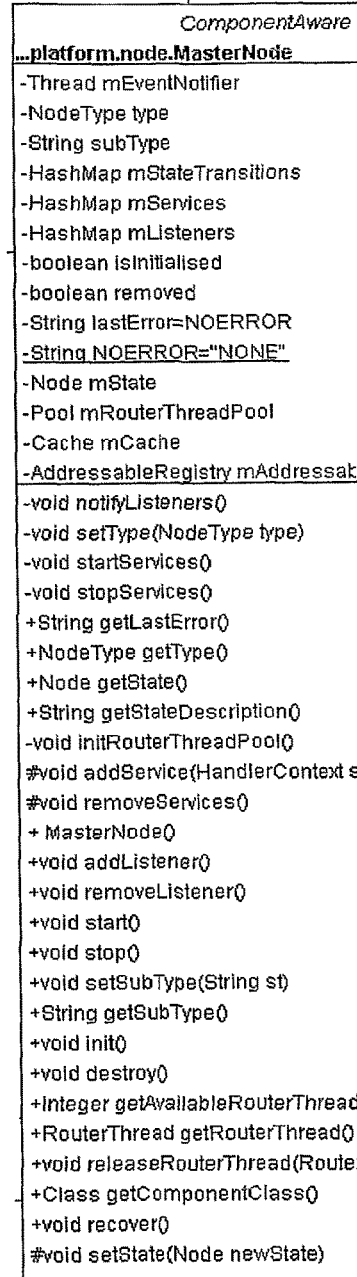 ComponentAware
...platform.node.MasterNode
-Thread mEventNotifier
-NodeType type
-String subType
-HashMap mStateTransitions
-HashMap mServices
-HashMap mListeners
-boolean isInitialised
-boolean removed
-String lastError=NOERROR
-String NOERROR="NONE"
-Node mState
-Pool mRouterThreadPool
-Cache mCache
-AddressableRegistry mAddressab
-void notifyListeners()
-void setType(NodeType type)
-void startServices()
-void stopServices()
+String getLastError()
+NodeType getType()
+Node getState()
+String getStateDescription()
-void initRouterThreadPool()
#void addService(HandlerContext s
#void removeServices()
+ MasterNode()
+void addListener()
+void removeListener()
+void start()
+void stop()
+void setSubType(String st)
+String getSubType()
+void init()
+void destroy()
+Integer getAvailableRouterThread
+RouterThread getRouterThread()
+void releaseRouterThread(Route
+Class getComponentClass()
+void recover()
#void setState(Node newState)